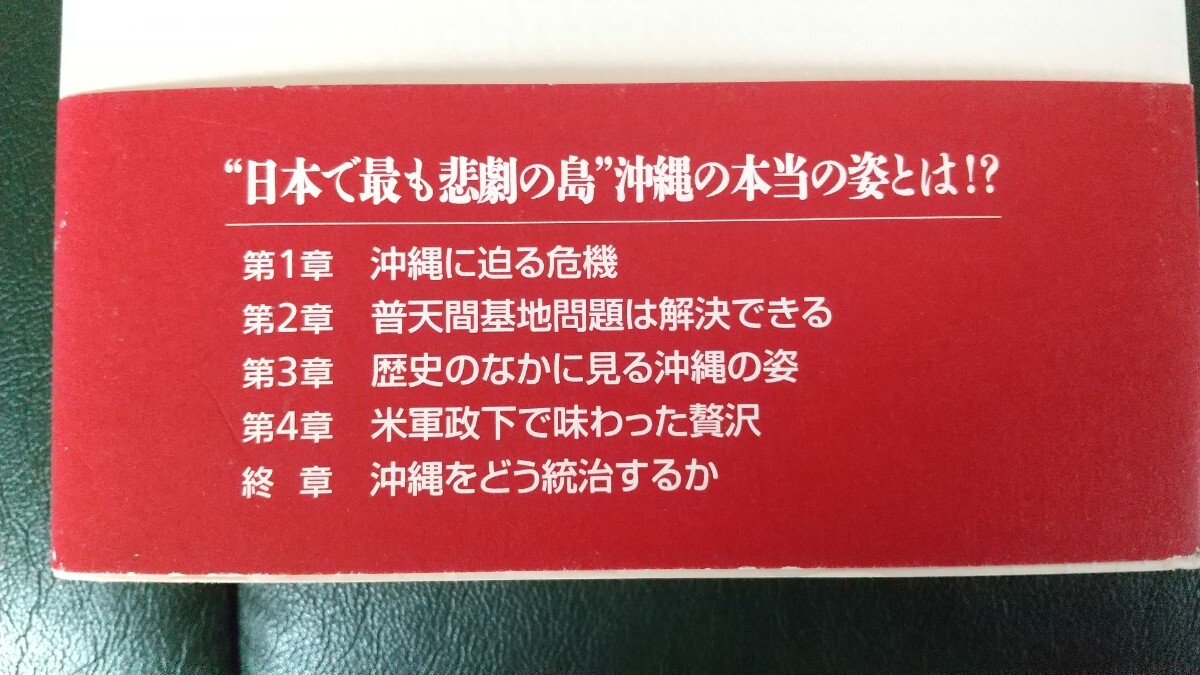 “日本で最も悲劇の島”沖縄の本当の姿とは!?
第1章 沖縄に迫る危機
第2章 普天間基地問題は解決できる
第3章 歴史のなかに見る沖縄の姿
第4章 米軍政下で味わった贅沢
終 章 沖縄をどう統治するか